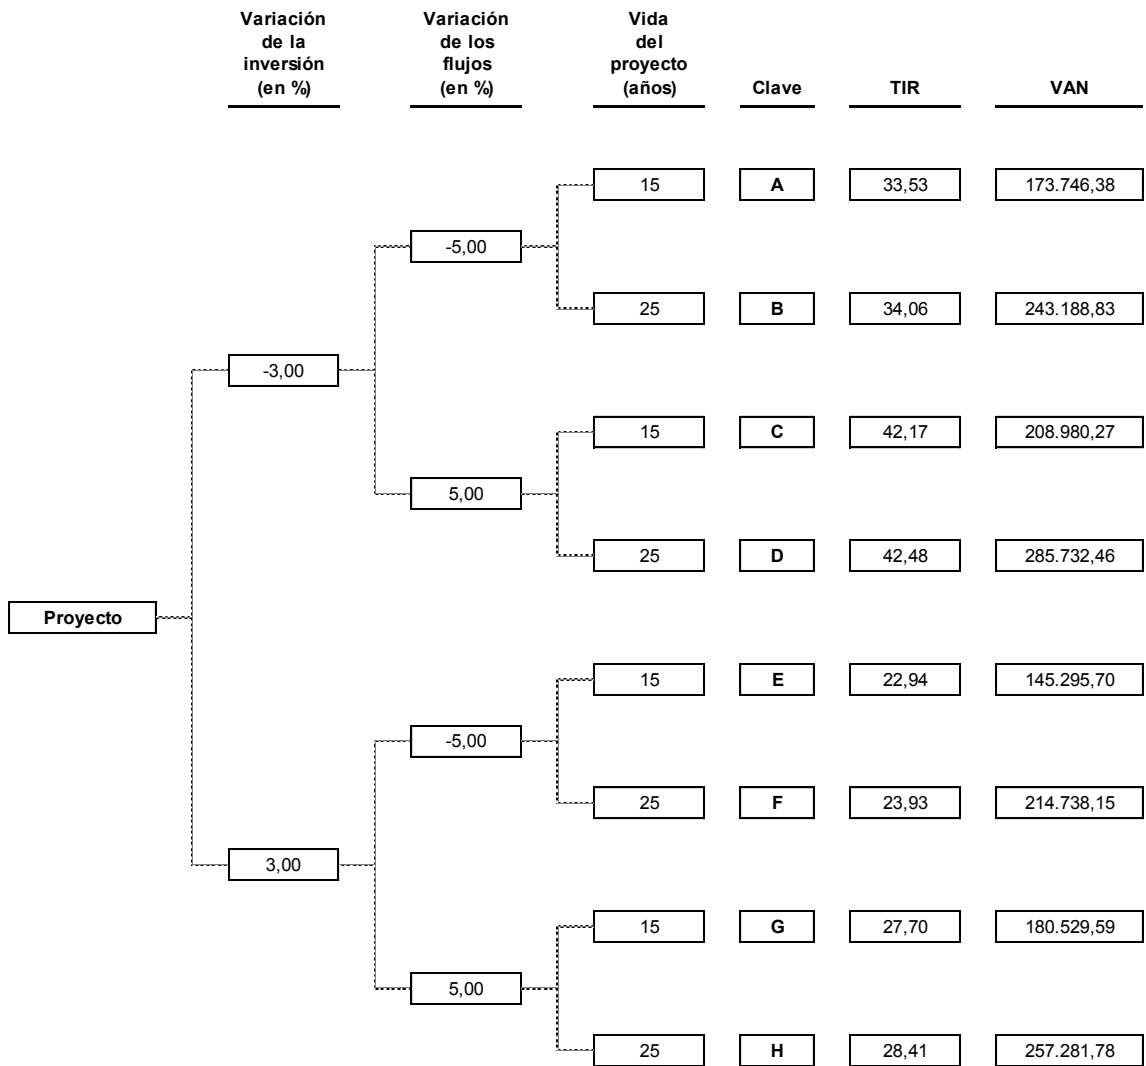 Variación
de la
inversión
(en %)
Variación
de los
flujos
(en %)
Vida
del
proyecto
(años)
Clave
TIR
VAN
15
A
33,53
173.746,38
-5,00
25
B
34,06
243.188,83
-3,00
15
C
42,17
208.980,27
5,00
25
D
42,48
285.732,46
Proyecto
15
E
22,94
145.295,70
-5,00
25
F
23,93
214.738,15
3,00
15
G
27,70
180.529,59
5,00
25
H
28,41
257.281,78